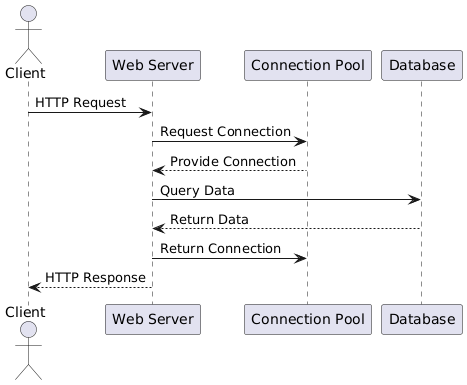 Client
Web Server
Connection Pool
Database
HTTP Request
Request Connection
Provide Connection
Query Data
Return Data
Return Connection
HTTP Response
Client
Web Server
Connection Pool
Database